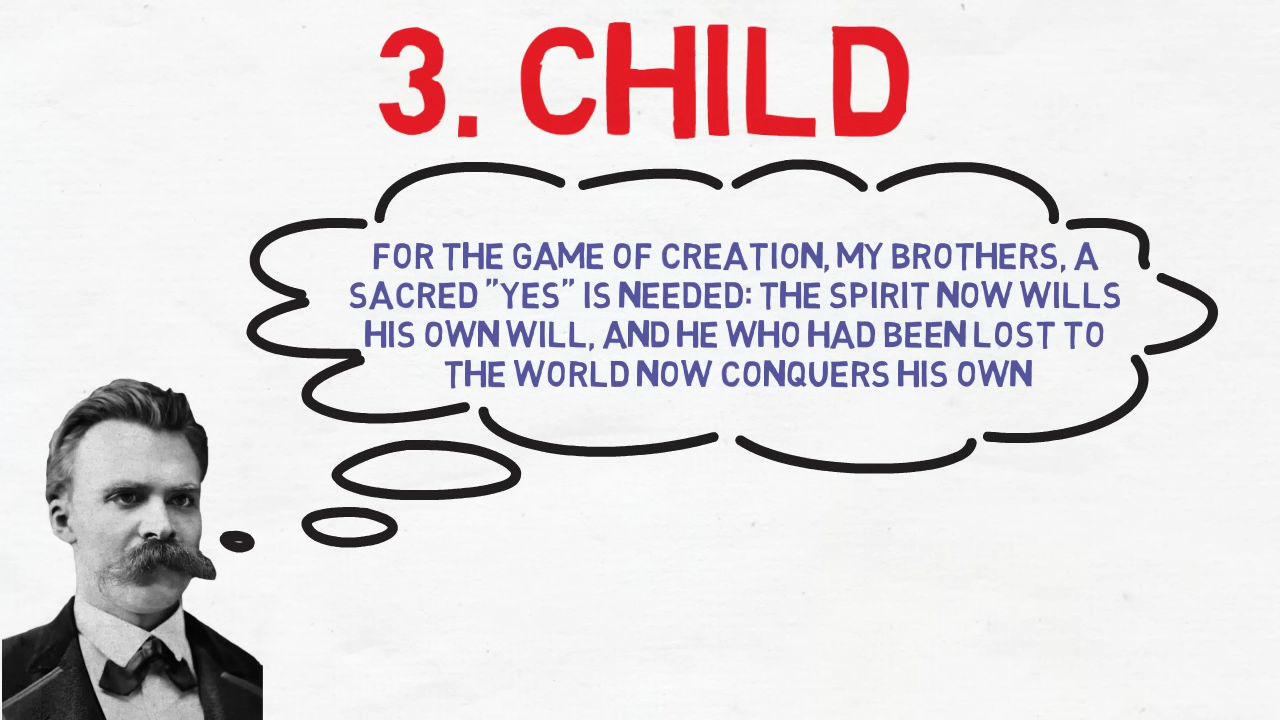 3. CHILD
FOR THE GAME OF CREATION, MY BROTHERS, A
SACRED "YES" IS NEEDED: THE SPIRIT NOW WILLS
HIS OWN WILL, AND HE WHO HAD BEEN LOST TO
THE WORLD NOW CONQUERS HIS OWN